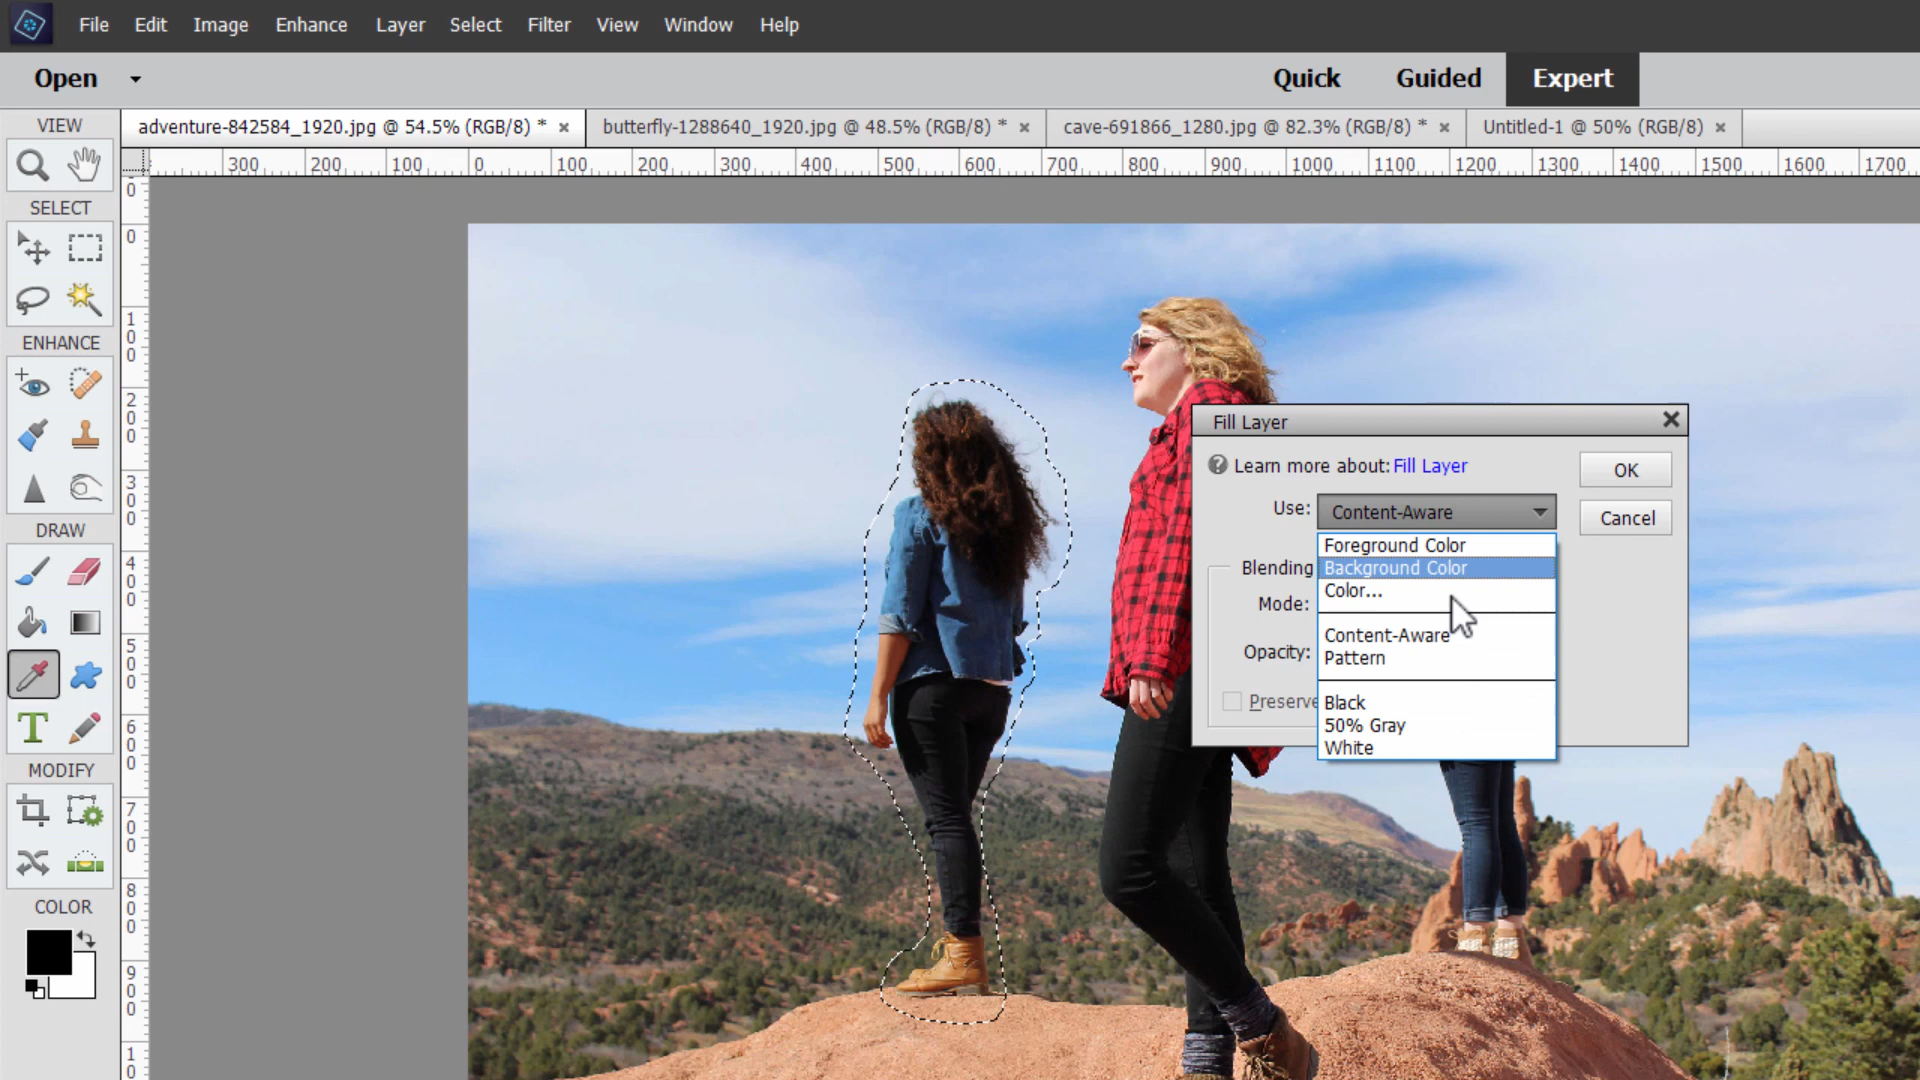 File Edit Image Enhance Layer Select Filter View Window Help
Open Quick Guided Expert
VIEW
adventure-842584_1920.jpg @ 54.5% (RGB/8) * × butterfly-1288640_1920.jpg @ 48.5% (RGB/8) * × cave-691866_1280.jpg @ 82.3% (RGB/8) * × Untitled-1 @ 50% (RGB/8) ×
300 200 100 0 100 200 300 400 500 600 700 800 900 1000 1100 1200 1300 1400 1500 1600 1700
0
0
100
200
300
400
500
600
700
800
900
10
SELECT
ENHANCE
DRAW
T
MODIFY
COLOR
Fill Layer
? Learn more about: Fill Layer
OK
Use: Content-Aware
Cancel
Foreground Color
Blending
Background Color
Color...
Mode:
Content-Aware
Opacity:
Pattern
Preserve
Black
50% Gray
White